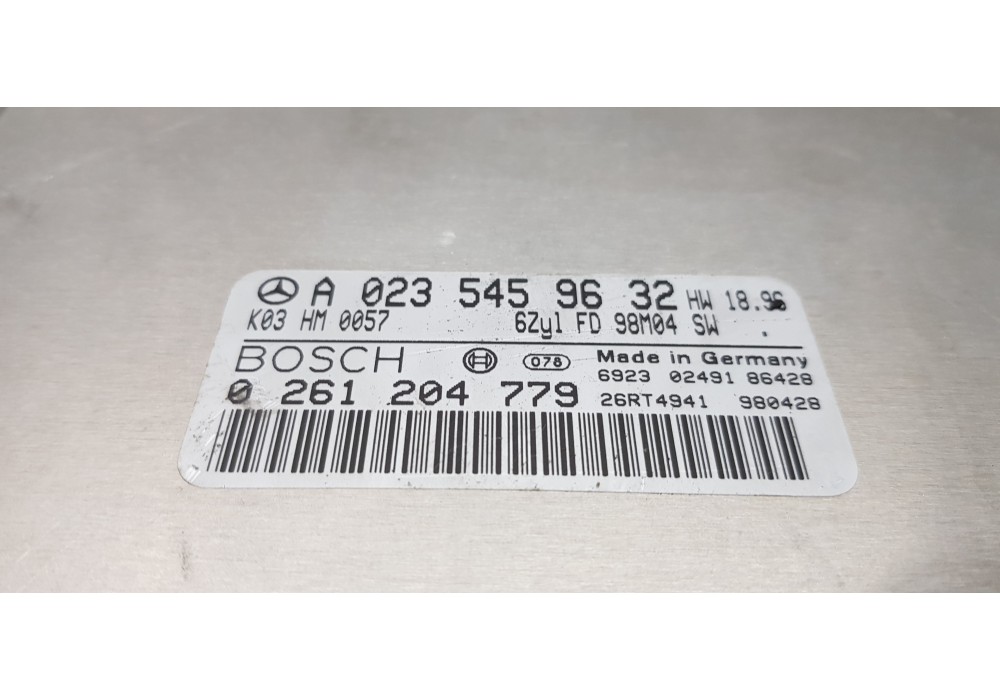 A 023 545 96 32 HW 18.96
K03 HM 0057 6Zyl FD 98M04 SW .
BOSCH 078 Made in Germany
6923 02491 86428
0 261 204 779 26RT4941 980428